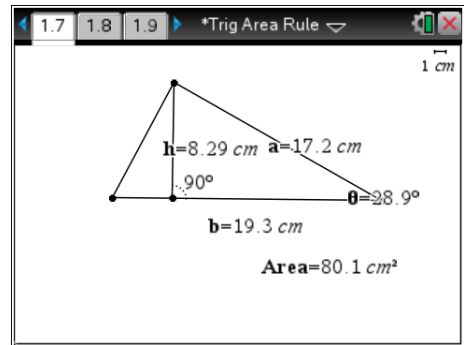 1.7 1.8 1.9 *Trig Area Rule
1 cm
h=8.29 cm a=17.2 cm
90°
θ=28.9°
b=19.3 cm
Area=80.1 cm²